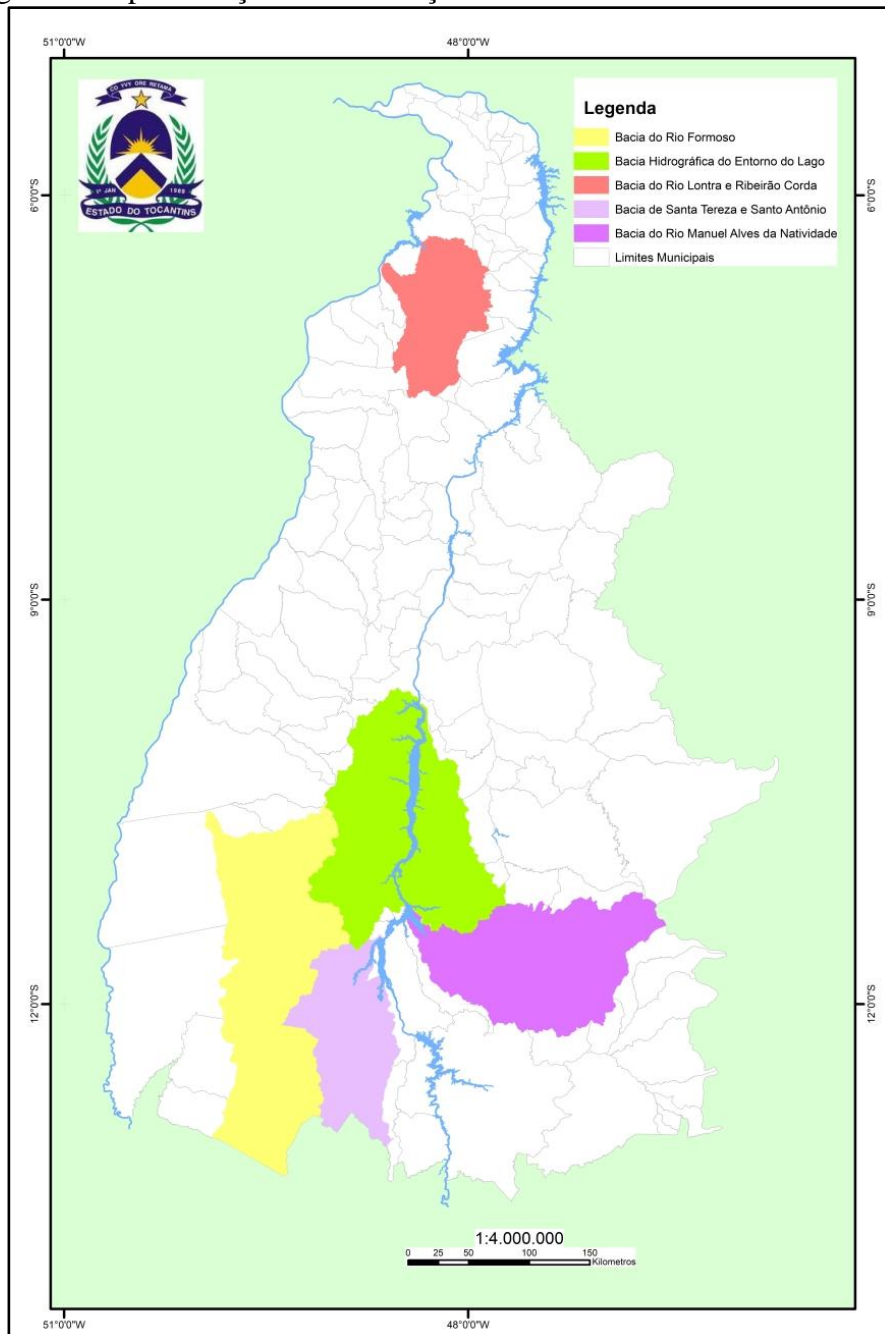 51°0'0"W 48°0'0"W
CO YVY ORE RETAMA
1º JAN 1989
ESTADO DO TOCANTINS
Legenda
Bacia do Rio Formoso
Bacia Hidrográfica do Entorno do Lago
Bacia do Rio Lontra e Ribeirão Corda
Bacia de Santa Tereza e Santo Antônio
Bacia do Rio Manuel Alves da Natividade
Limites Municipais
6°0'0"S 6°0'0"S
9°0'0"S 9°0'0"S
12°0'0"S 12°0'0"S
1:4.000.000
0 25 50 100 150
Kilometros
51°0'0"W 48°0'0"W